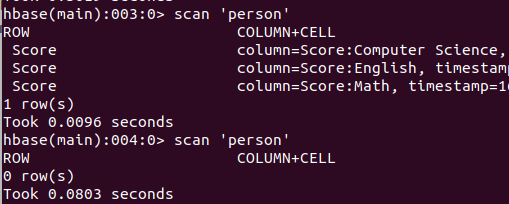 hbase(main):003:0> scan 'person'
ROW COLUMN+CELL
Score column=Score:Computer Science,
Score column=Score:English, timestamp
Score column=Score:Math, timestamp=1
1 row(s)
Took 0.0096 seconds
hbase(main):004:0> scan 'person'
ROW COLUMN+CELL
0 row(s)
Took 0.0803 seconds